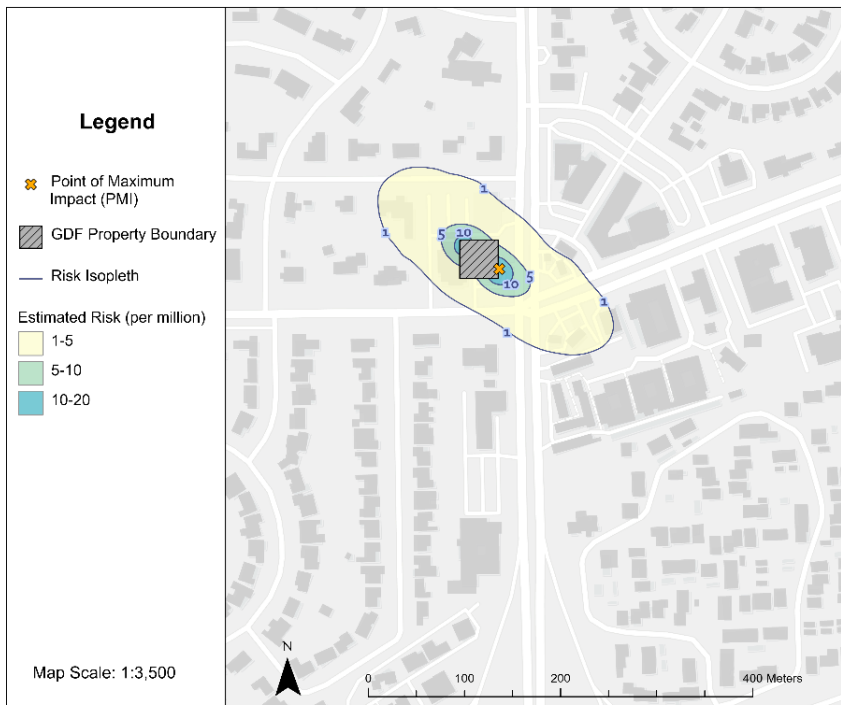 Legend
Point of Maximum
Impact (PMI)
GDF Property Boundary
Risk Isopleth
Estimated Risk (per million)
1-5
5-10
10-20
Map Scale: 1:3,500
1
1
5
10
5
10
1
1
N
0
100
200
400 Meters